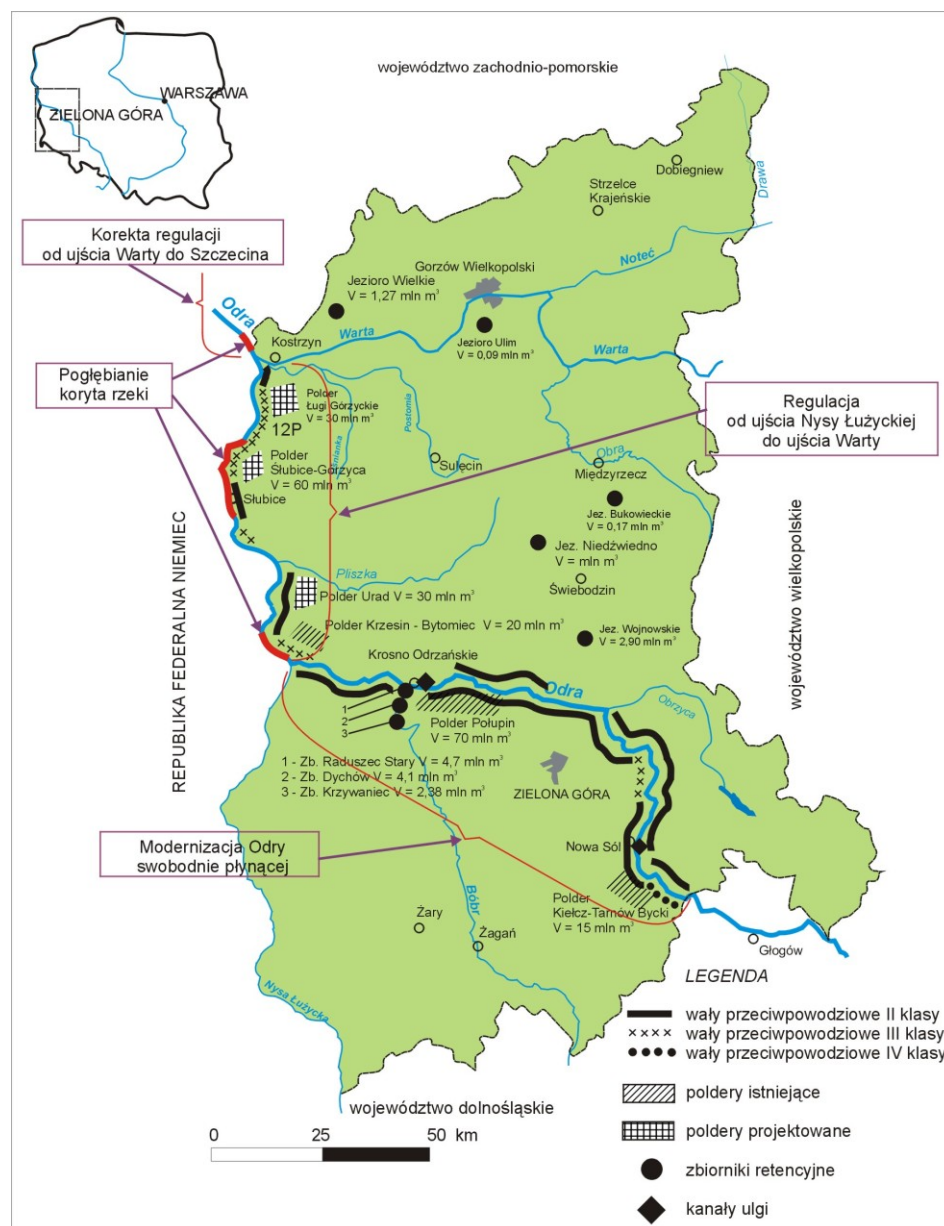 województwo zachodnio-pomorskie
WARSZAWA
ZIELONA GÓRA
Dobiegniew
Drawa
Strzelce
Krajeńskie
Korekta regulacji
od ujścia Warty do Szczecina
Gorzów Wielkopolski
Noteć
Jezioro Wielkie
V = 1,27 mln m³
Odra
Warta
Jezioro Ulim
V = 0,09 mln m³
Kostrzyn
Warta
Pogłębianie
koryta rzeki
Polder
Ługi Górzyckie
V = 30 mln m³
12P
Postomia
Regulacja
od ujścia Nysy Łużyckiej
do ujścia Warty
Polder
Słubice-Górzyca
V = 60 mln m³
Sulęcin
Obra
Międzyrzecz
Słubice
Jez. Bukowieckie
V = 0,17 mln m³
Jez. Niedźwiedno
V = mln m³
Pliszka
Świebodzin
Polder Urad V = 30 mln m³
REPUBLIKA FEDERALNA NIEMIEC
województwo wielkopolskie
Polder Krzesin - Bytomiec V = 20 mln m³
Jez. Wojnowskie
V = 2,90 mln m³
Krosno Odrzańskie
Odra
Obrzyca
1
2
3
Polder Połupin
V = 70 mln m³
1 - Zb. Raduszec Stary V = 4,7 mln m³
2 - Zb. Dychów V = 4,1 mln m³
3 - Zb. Krzywaniec V = 2,38 mln m³
ZIELONA GÓRA
Modernizacja Odry
swobodnie płynącej
Nowa Sól
Bóbr
Polder
Kiełcz-Tarnów Bycki
V = 15 mln m³
Żary
Żagań
Głogów
Nysa Łużycka
LEGENDA
wały przeciwpowodziowe II klasy
wały przeciwpowodziowe III klasy
wały przeciwpowodziowe IV klasy
poldery istniejące
poldery projektowane
zbiorniki retencyjne
kanały ulgi
województwo dolnośląskie
0 25 50 km